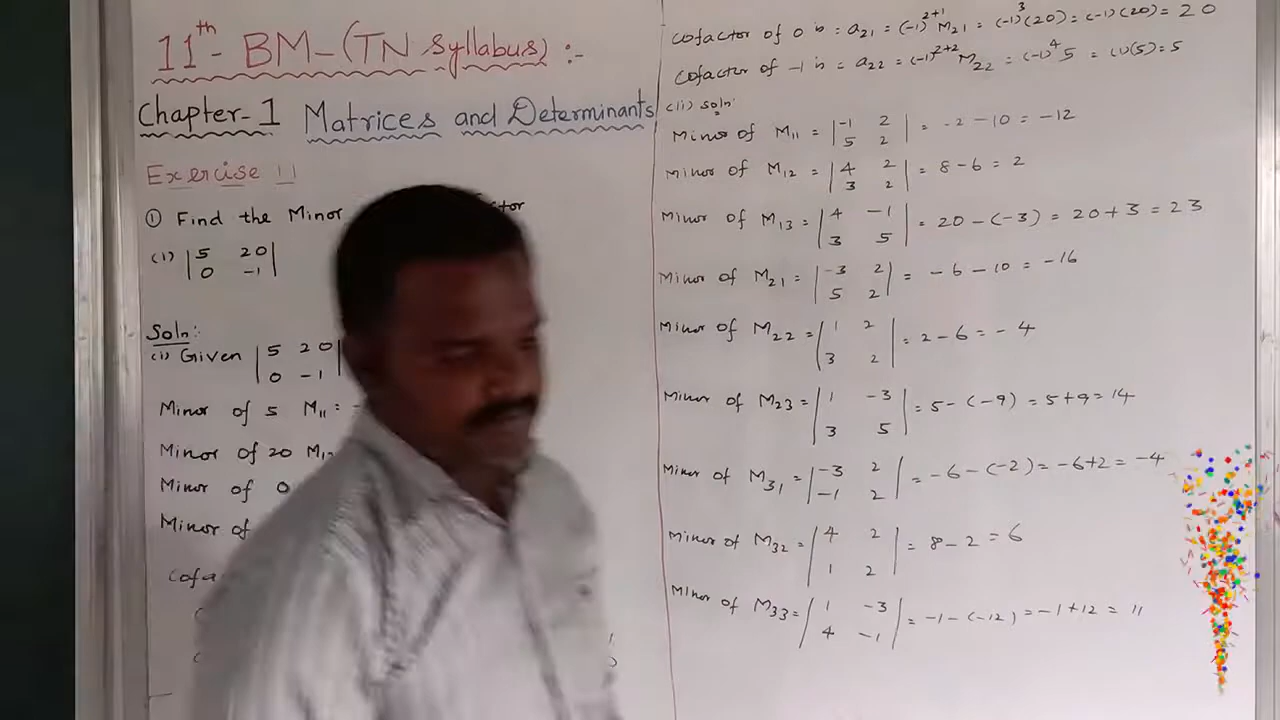 11th - BM - (TN Syllabus) :-
Chapter-1 Matrices and Determinants
Exercise 1.1
① Find the Minor
(i) | 5 20 |
| 0 -1 |
Soln:
(i) Given | 5 20 |
| 0 -1 |
Minor of 5 M11 = -
Minor of 20 M12
Minor of 0
Minor of
Cofa
Cofactor of 0 is = a21 = (-1)^2+1 M21 = (-1)^3 (20) = (-1)(20) = 20
Cofactor of -1 is = a22 = (-1)^2+2 M22 = (-1)^4 5 = (1)(5) = 5
(ii) Soln:
Minor of M11 = | -1 2 | = -2 - 10 = -12
| 5 2 |
Minor of M12 = | 4 2 | = 8 - 6 = 2
| 3 2 |
Minor of M13 = | 4 -1 | = 20 - (-3) = 20 + 3 = 23
| 3 5 |
Minor of M21 = | -3 2 | = -6 - 10 = -16
| 5 2 |
Minor of M22 = | 1 2 | = 2 - 6 = -4
| 3 2 |
Minor of M23 = | 1 -3 | = 5 - (-9) = 5 + 9 = 14
| 3 5 |
Minor of M31 = | -3 2 | = -6 - (-2) = -6 + 2 = -4
| -1 2 |
Minor of M32 = | 4 2 | = 8 - 2 = 6
| 1 2 |
Minor of M33 = | 1 -3 | = -1 - (-12) = -1 + 12 = 11
| 4 -1 |